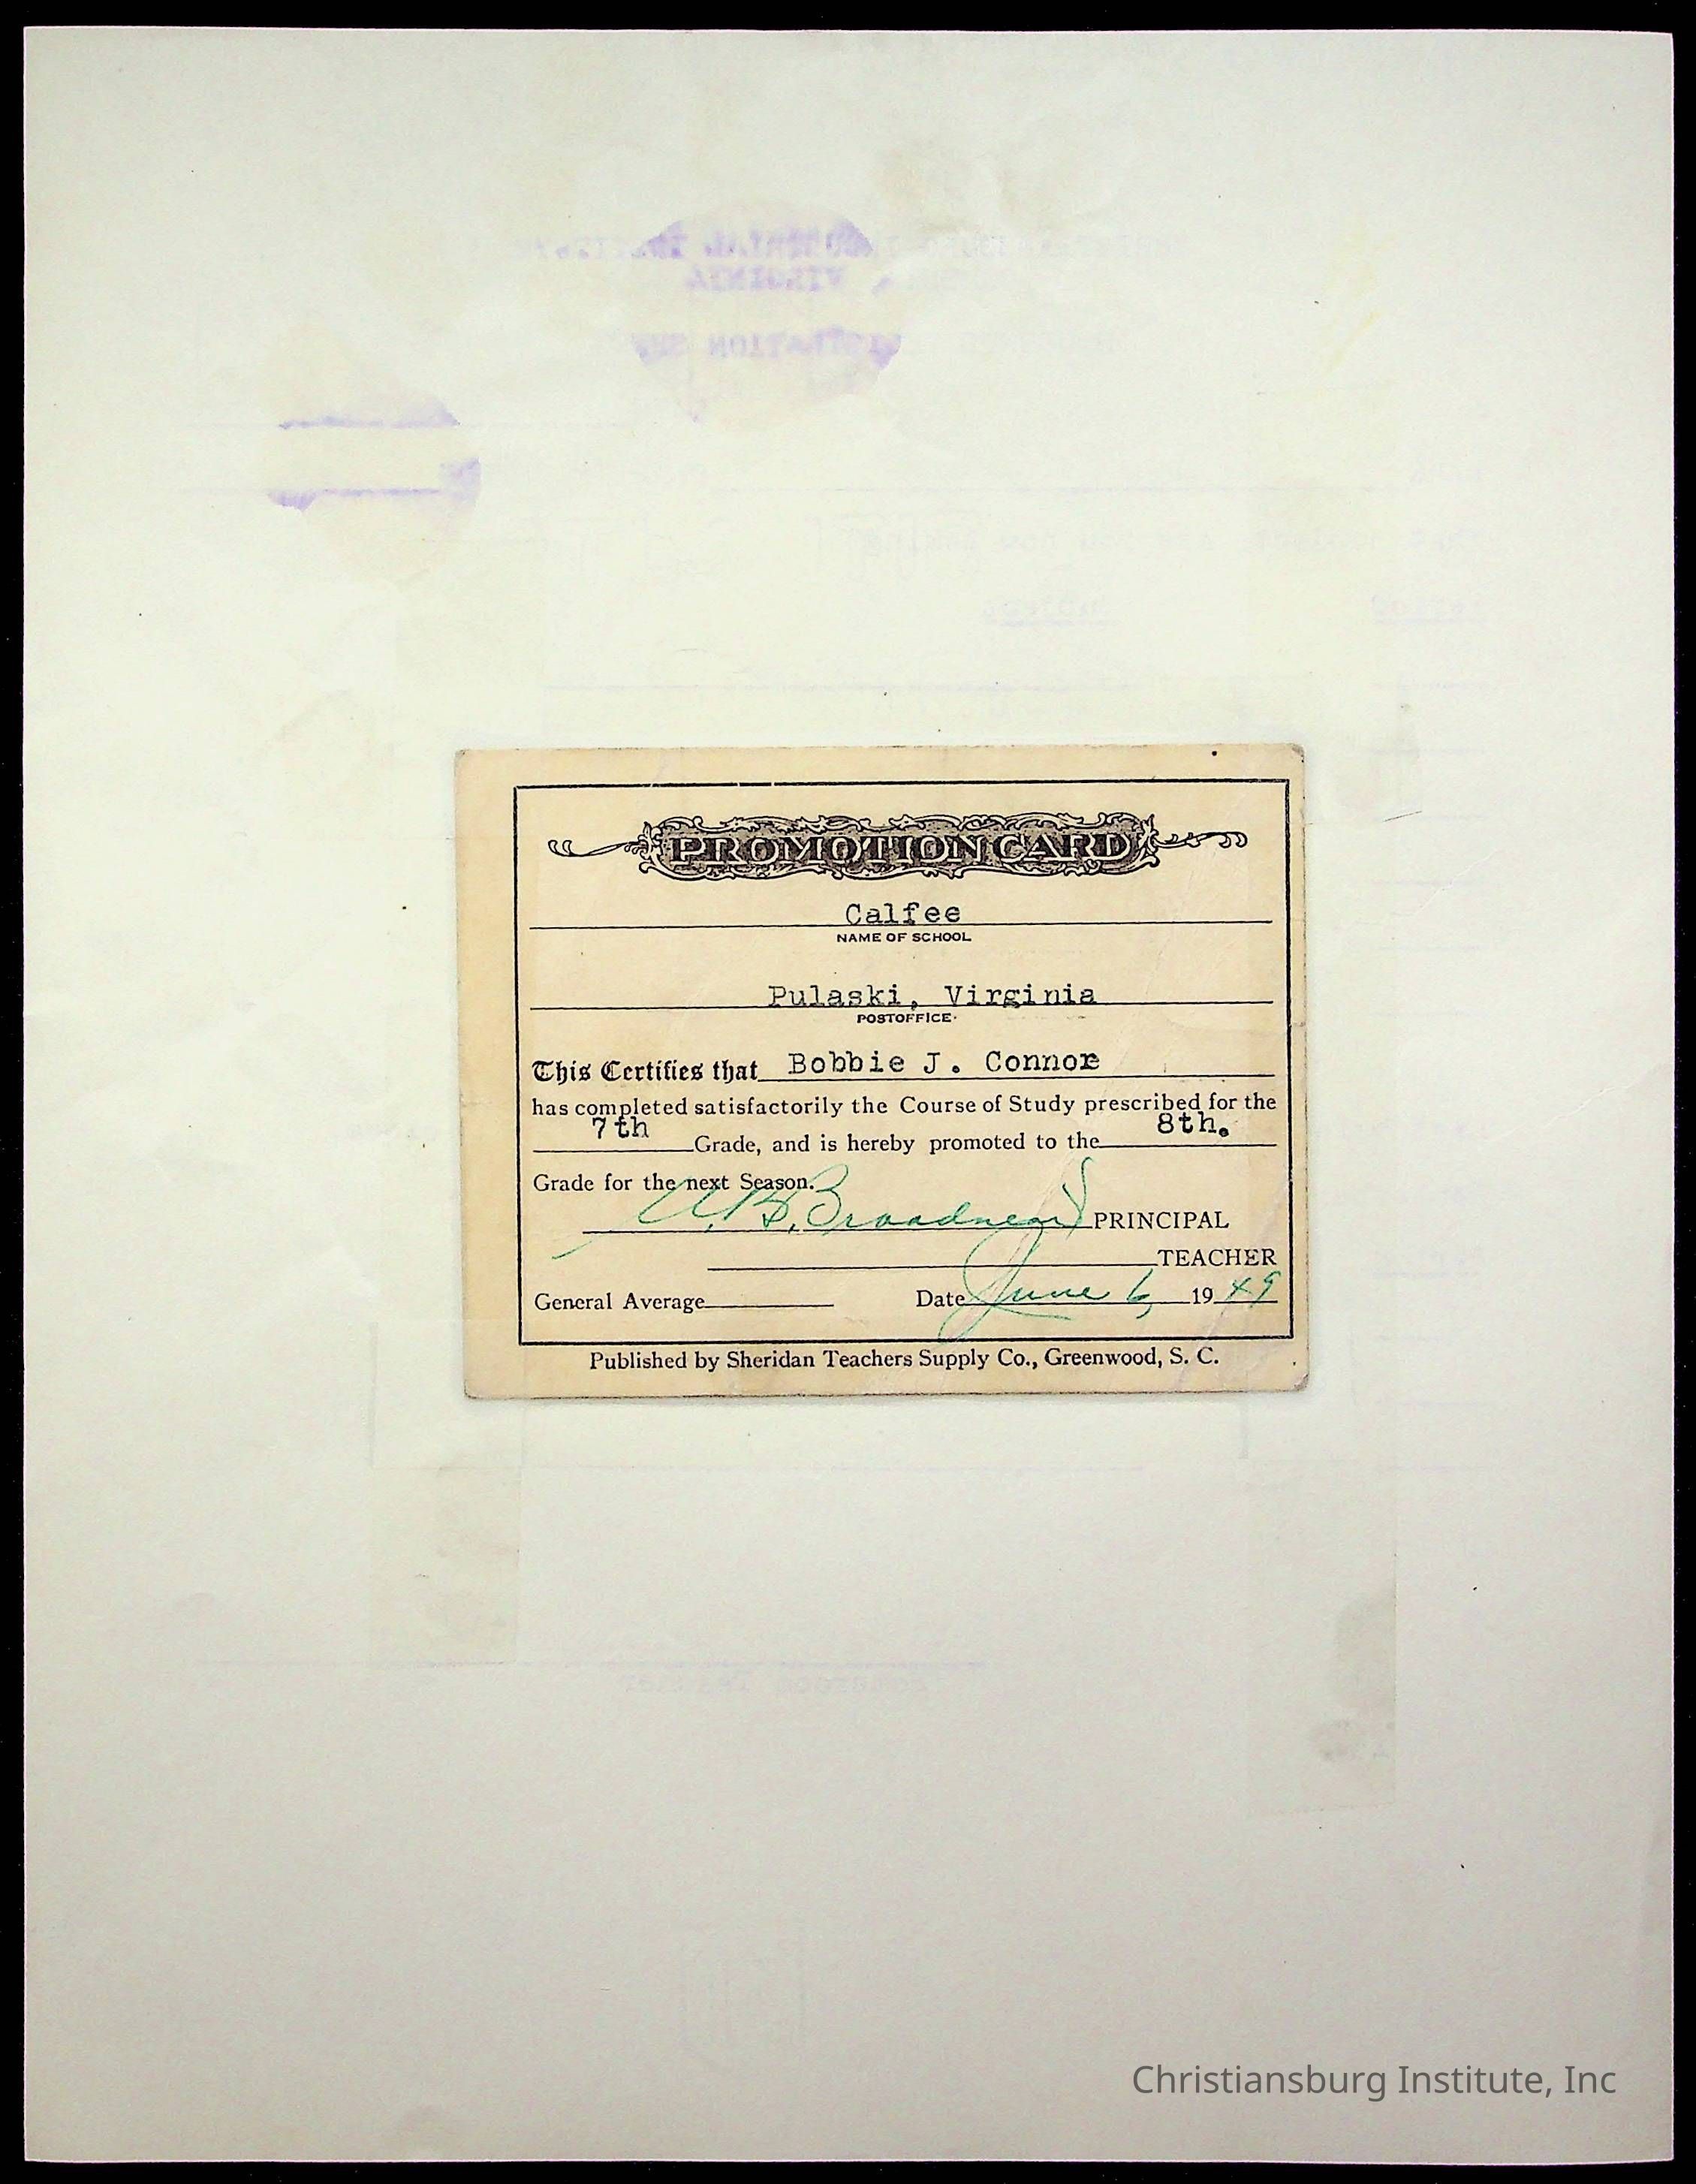 PROMOTION CARD
Calfee
NAME OF SCHOOL
Pulaski, Virginia
POSTOFFICE
This Certifies that Bobbie J. Connor
has completed satisfactorily the Course of Study prescribed for the
7th Grade, and is hereby promoted to the 8th.
Grade for the next Season.
PRINCIPAL
TEACHER
General Average Date June 6, 1949
Published by Sheridan Teachers Supply Co., Greenwood, S. C.
Christiansburg Institute, Inc